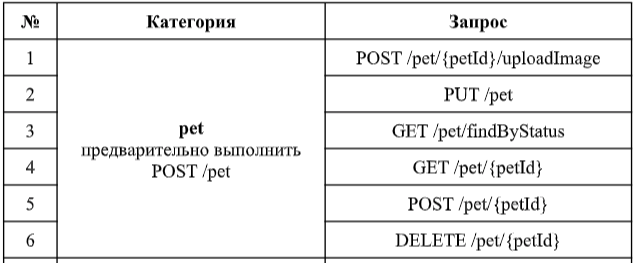 № Категория Запрос
1 POST /pet/{petId}/uploadImage
2 PUT /pet
3 pet GET /pet/findByStatus
предварительно выполнить
4 POST /pet GET /pet/{petId}
5 POST /pet/{petId}
6 DELETE /pet/{petId}